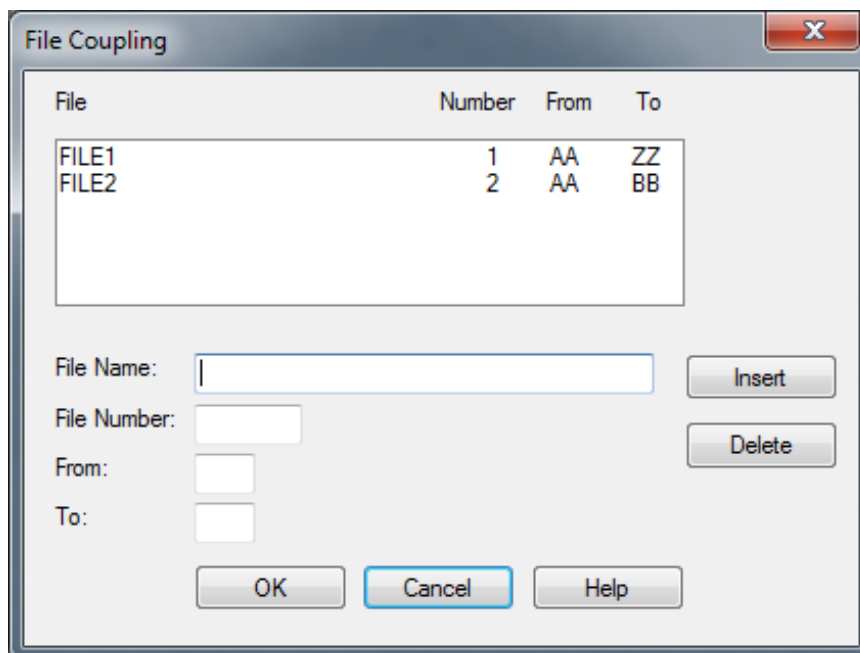 File Coupling
File Number From To
FILE1 1 AA ZZ
FILE2 2 AA BB
File Name: Insert
File Number:
Delete
From:
To:
OK Cancel Help